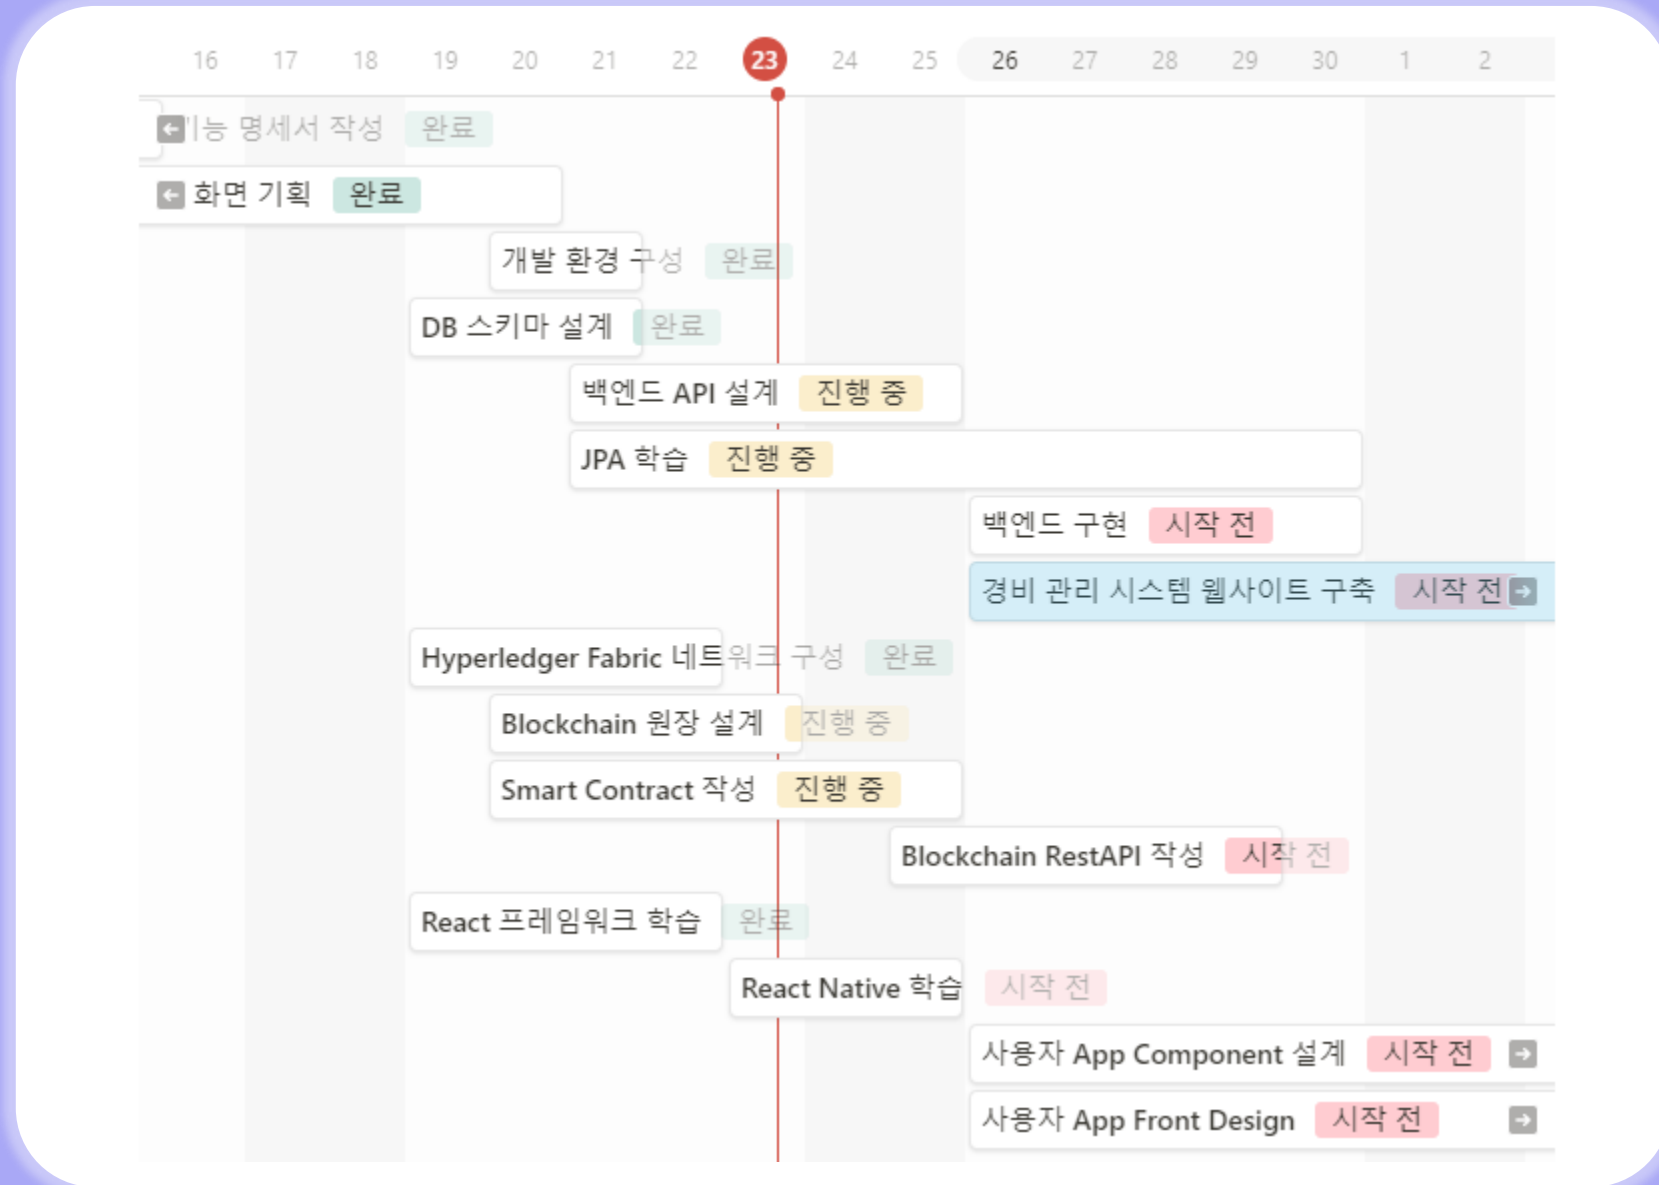 16 17 18 19 20 21 22 23 24 25 26 27 28 29 30 1 2
능 명세서 작성 완료
화면 기획 완료
개발 환경 구성 완료
DB 스키마 설계 완료
백엔드 API 설계 진행 중
JPA 학습 진행 중
백엔드 구현 시작 전
경비 관리 시스템 웹사이트 구축 시작 전
Hyperledger Fabric 네트워크 구성 완료
Blockchain 원장 설계 진행 중
Smart Contract 작성 진행 중
Blockchain RestAPI 작성 시작 전
React 프레임워크 학습 완료
React Native 학습 시작 전
사용자 App Component 설계 시작 전
사용자 App Front Design 시작 전